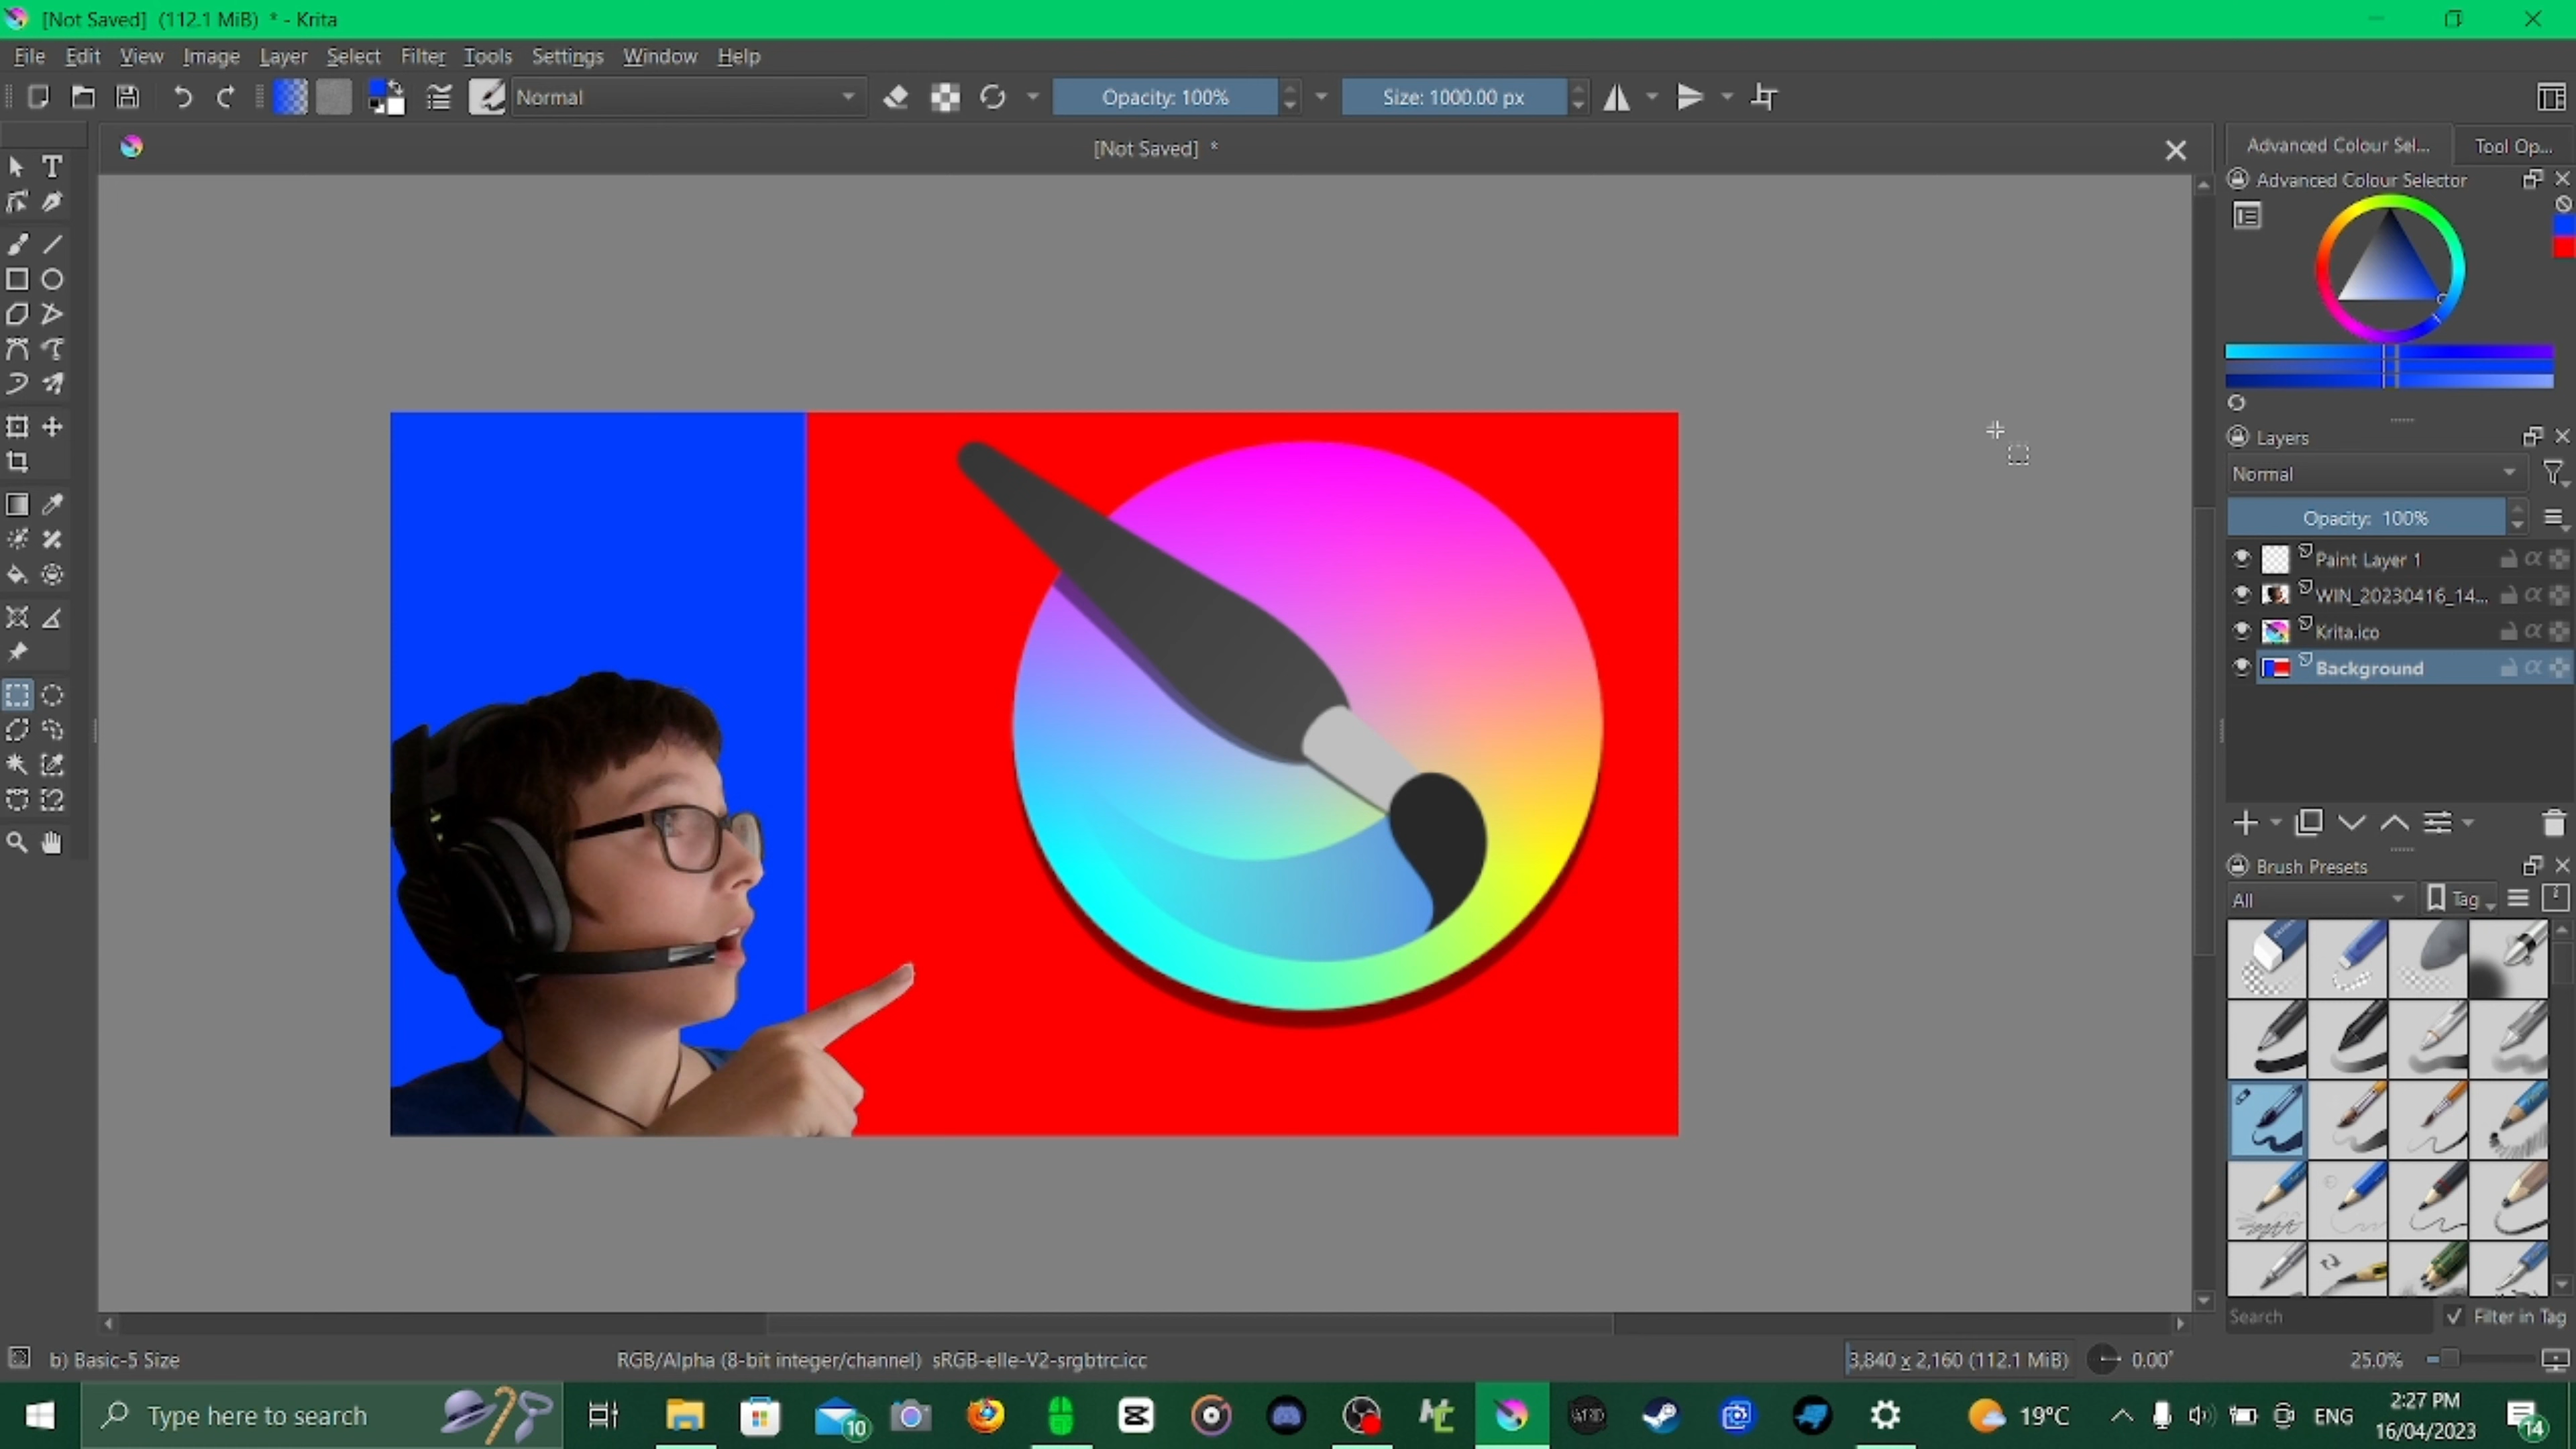 [Not Saved] (112.1 MiB) * - Krita
File Edit View Image Layer Select Filter Tools Settings Window Help
Normal Opacity: 100% Size: 1000.00 px
[Not Saved] *
Advanced Colour Sel... Tool Op...
Advanced Colour Selector
Layers
Normal
Opacity: 100%
Paint Layer 1
WIN_20230416_14...
Krita.ico
Background
Brush Presets
All Tag
Search Filter in Tag
b) Basic-5 Size RGB/Alpha (8-bit integer/channel) sRGB-elle-V2-srgbtrc.icc 3,840 x 2,160 (112.1 MiB) 0.00° 25.0%
Type here to search 10 19°C ENG 2:27 PM
16/04/2023 14